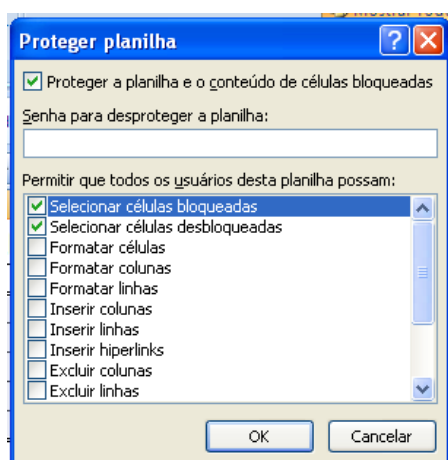 Mostrar Tod
Proteger planilha
Proteger a planilha e o conteúdo de células bloqueadas
Senha para desproteger a planilha:
Permitir que todos os usuários desta planilha possam:
Selecionar células bloqueadas
Selecionar células desbloqueadas
Formatar células
Formatar colunas
Formatar linhas
Inserir colunas
Inserir linhas
Inserir hiperlinks
Excluir colunas
Excluir linhas
OK Cancelar